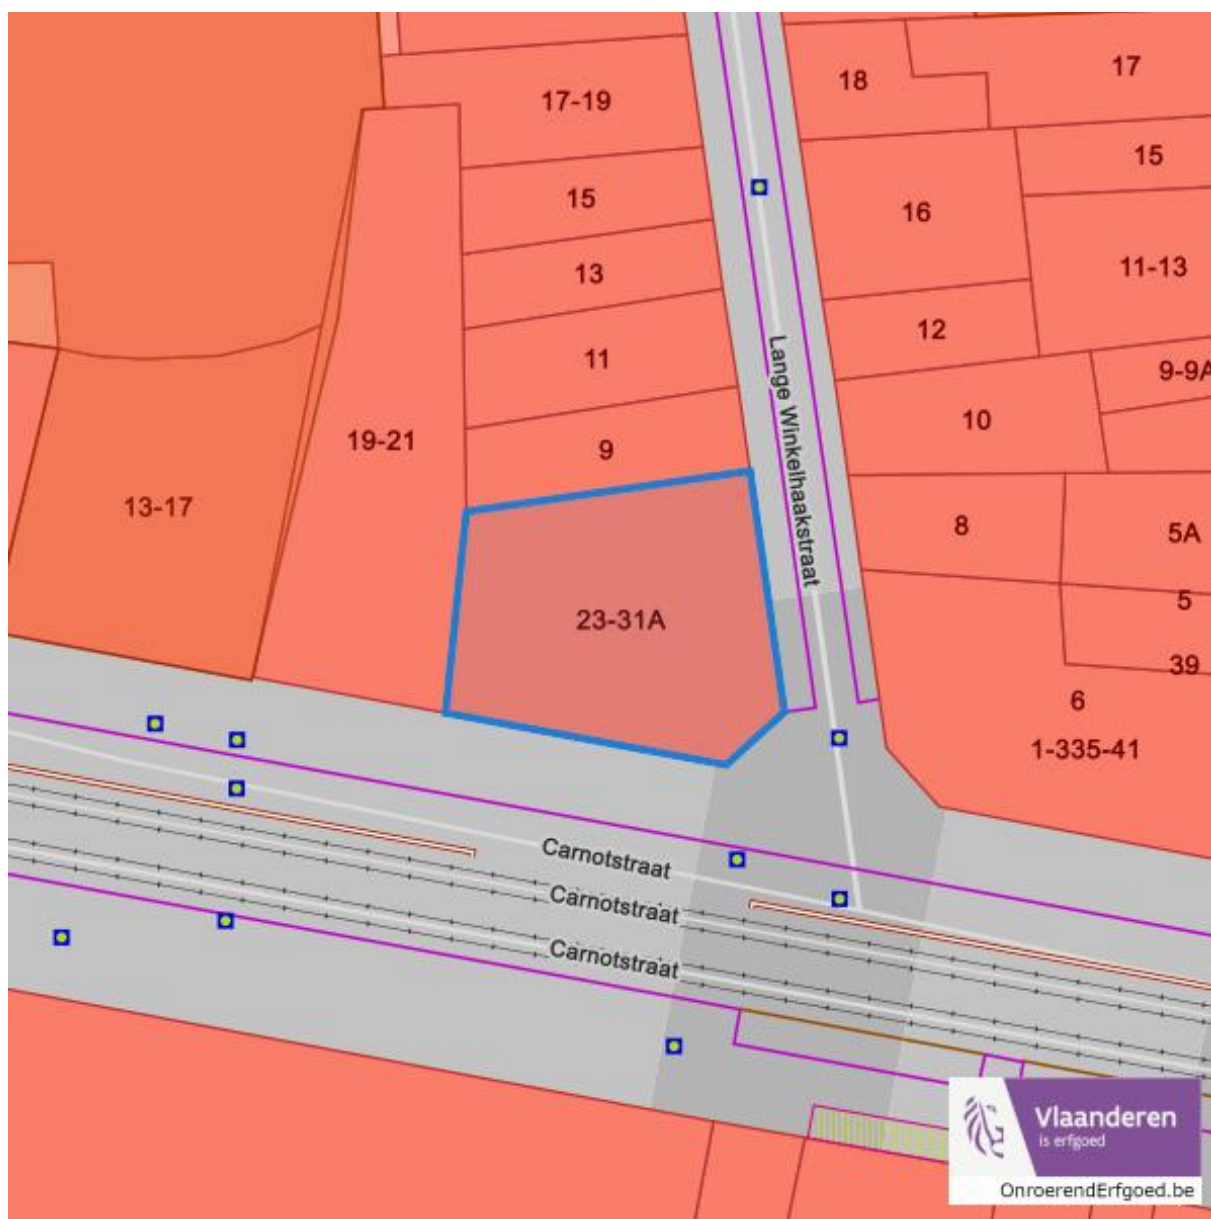 17-19
18
17
15
15
16
13
11-13
11
12
9-9A
10
19-21
9
13-17
8
5A
Lange Winkelhaakstraat
23-31A
5
39
6
1-335-41
Carnotstraat
Carnotstraat
Carnotstraat
Vlaanderen
is erfgoed
OnroerendErfgoed.be